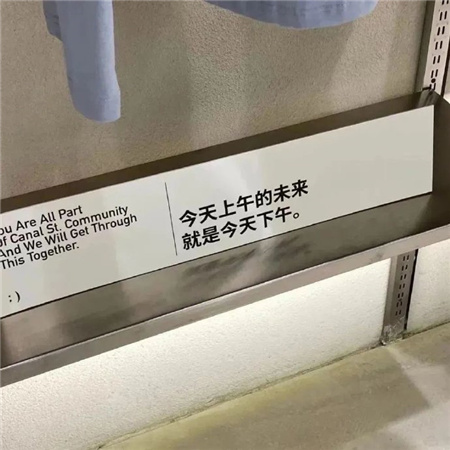 ou Are All Part
of Canal St. Community
And We Will Get Through
This Together.
:)
今天上午的未来
就是今天下午。